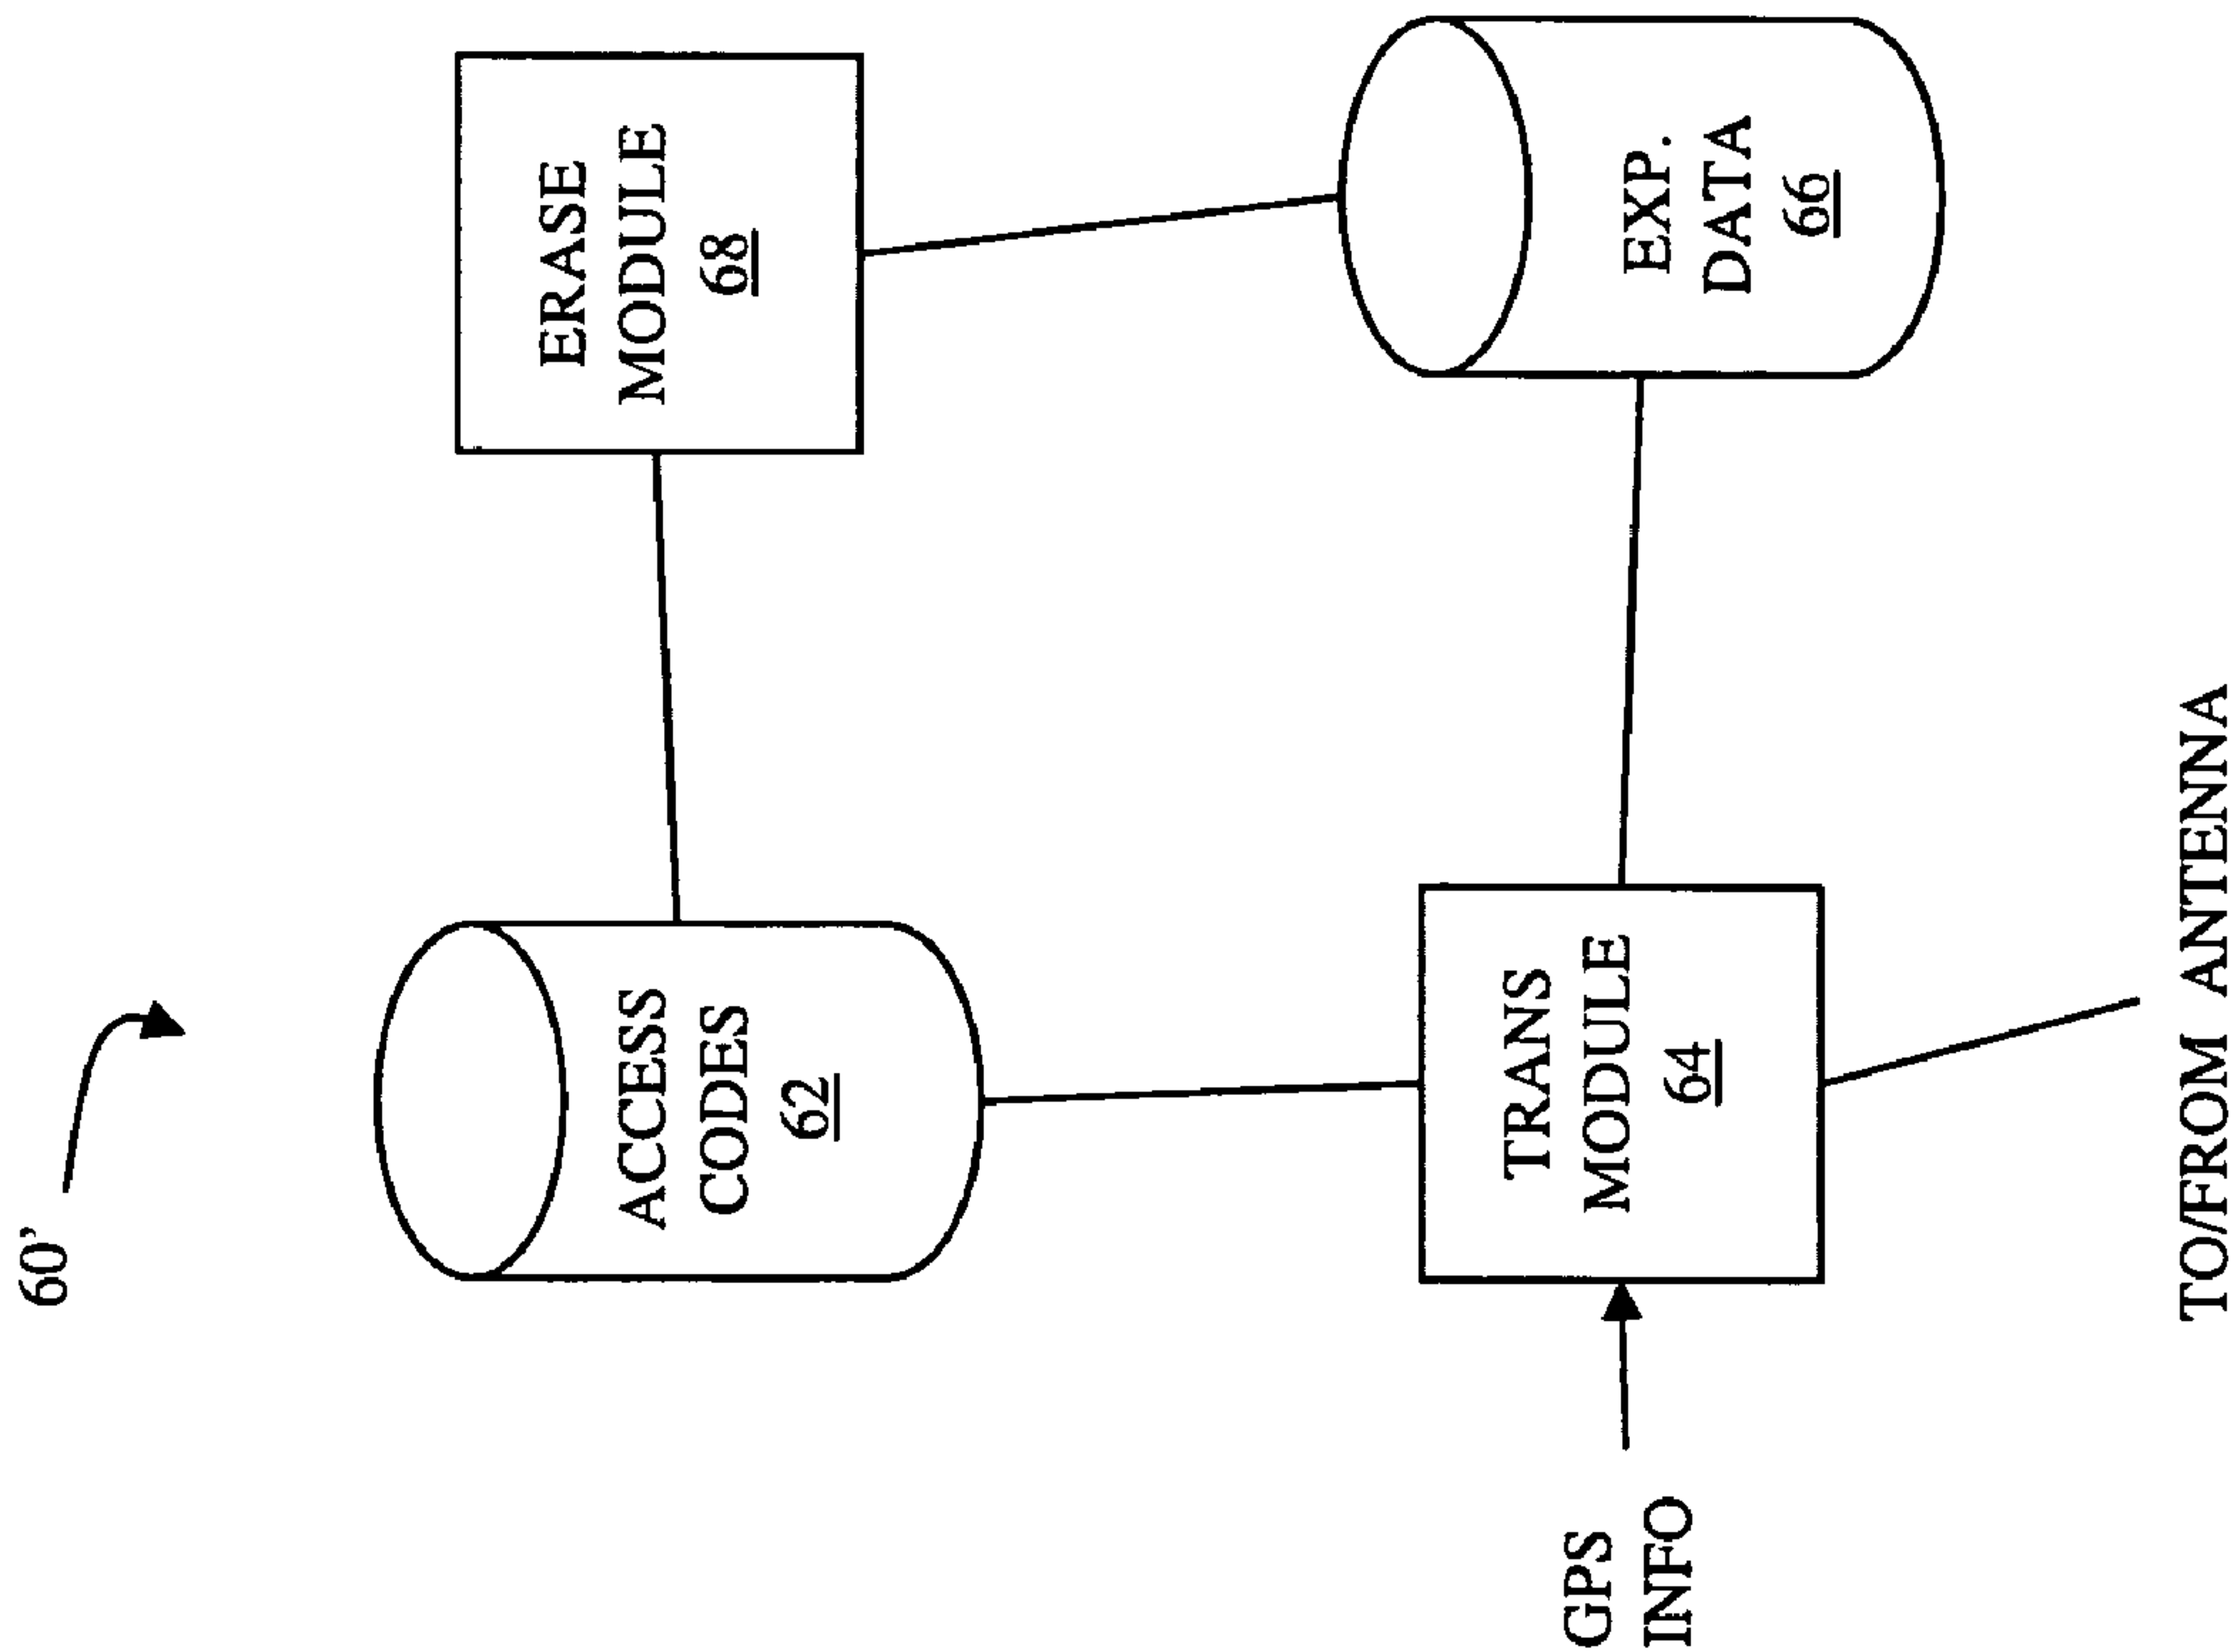 60’
ACCESS
CODES
62
ERASE
MODULE
68
GPS
INFO
TRANS
MODULE
64
EXP.
DATA
66
TO/FROM ANTENNA